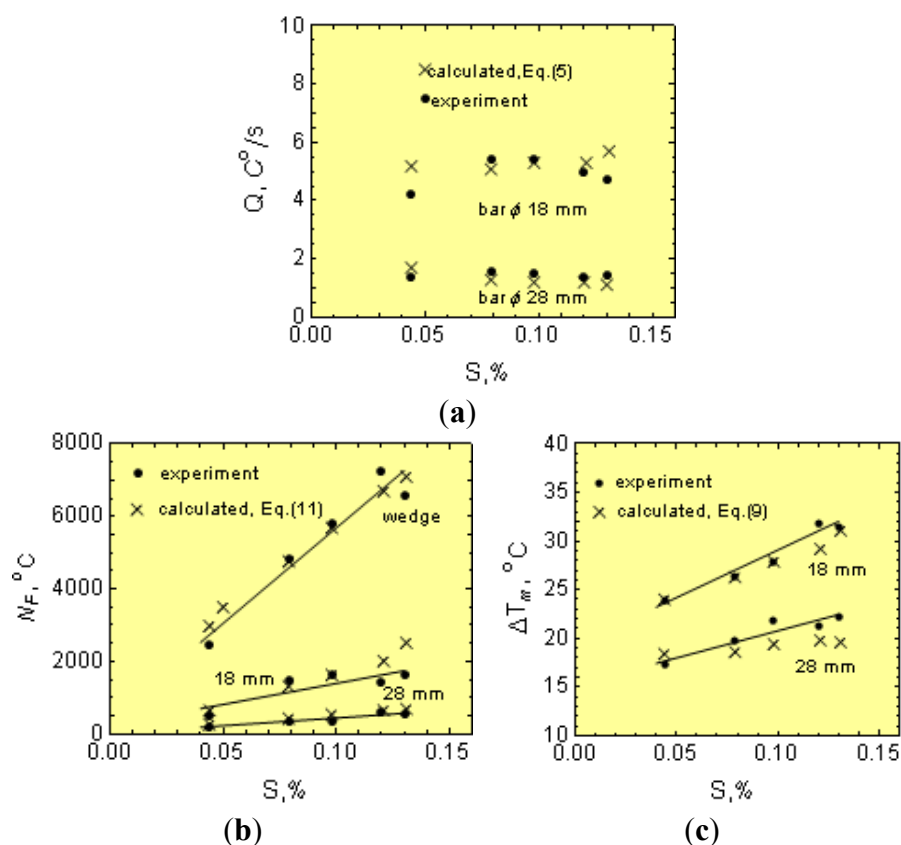 10
8
6
4
2
0
Q, C°/s
×calculated,Eq.(5)
●experiment
bar ϕ 18 mm
bar ϕ 28 mm
0.00 0.05 0.10 0.15
S,%
(a)
8000
6000
4000
2000
0
N_F, °C
● experiment
× calculated, Eq.(11)
wedge
18 mm
28 mm
0.00 0.05 0.10 0.15
S,%
(b)
40
35
30
25
20
15
10
ΔT_m, °C
● experiment
× calculated, Eq.(9)
18 mm
28 mm
0.00 0.05 0.10 0.15
S,%
(c)